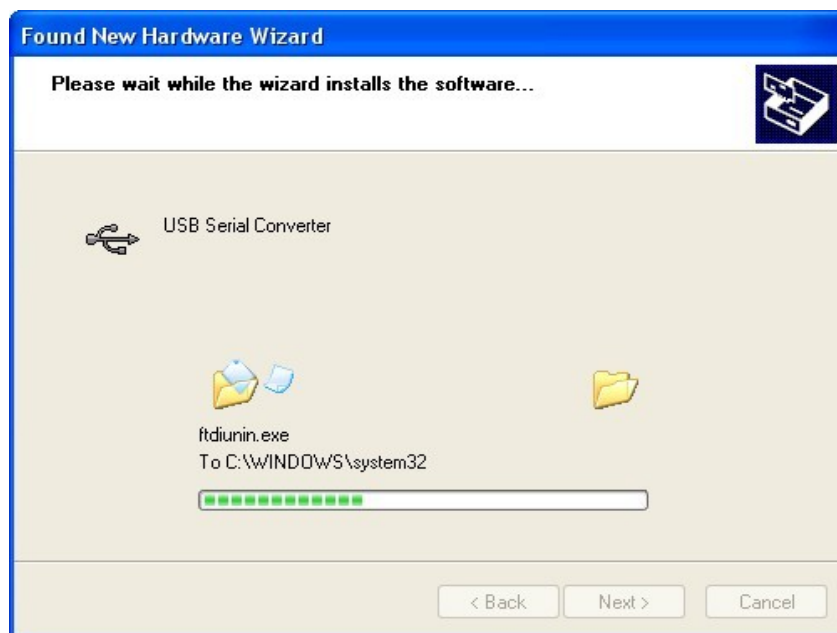 Found New Hardware Wizard
Please wait while the wizard installs the software...
USB Serial Converter
ftdiunin.exe
To C:\WINDOWS\system32
< Back
Next >
Cancel